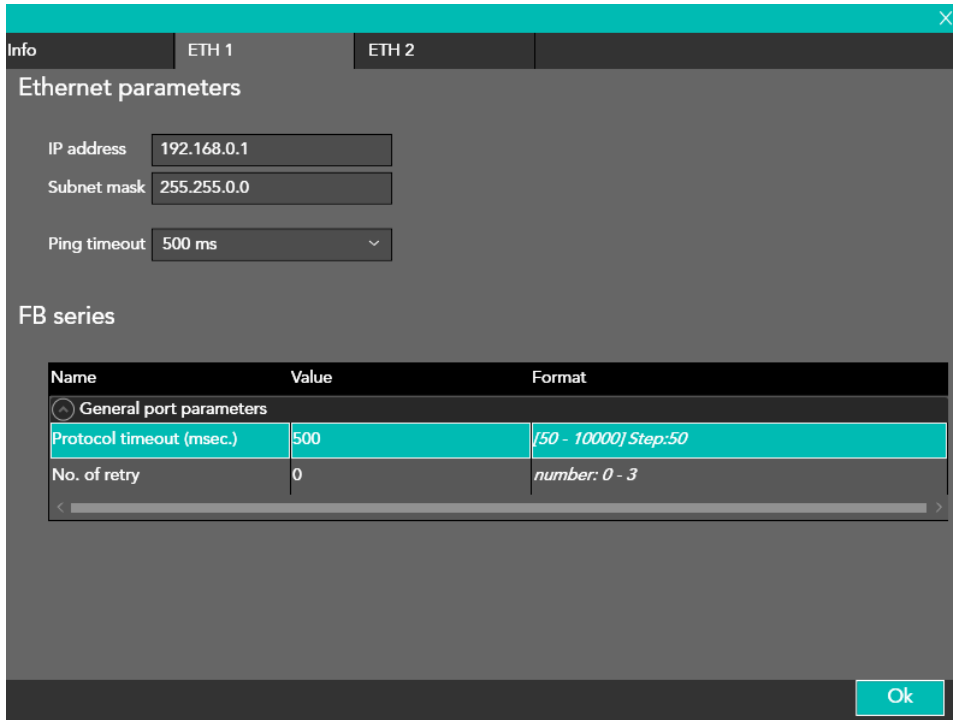 Info ETH 1 ETH 2
Ethernet parameters
IP address 192.168.0.1
Subnet mask 255.255.0.0
Ping timeout 500 ms
FB series
Name Value Format
General port parameters
Protocol timeout (msec.) 500 [50 - 10000] Step:50
No. of retry 0 number: 0 - 3
Ok